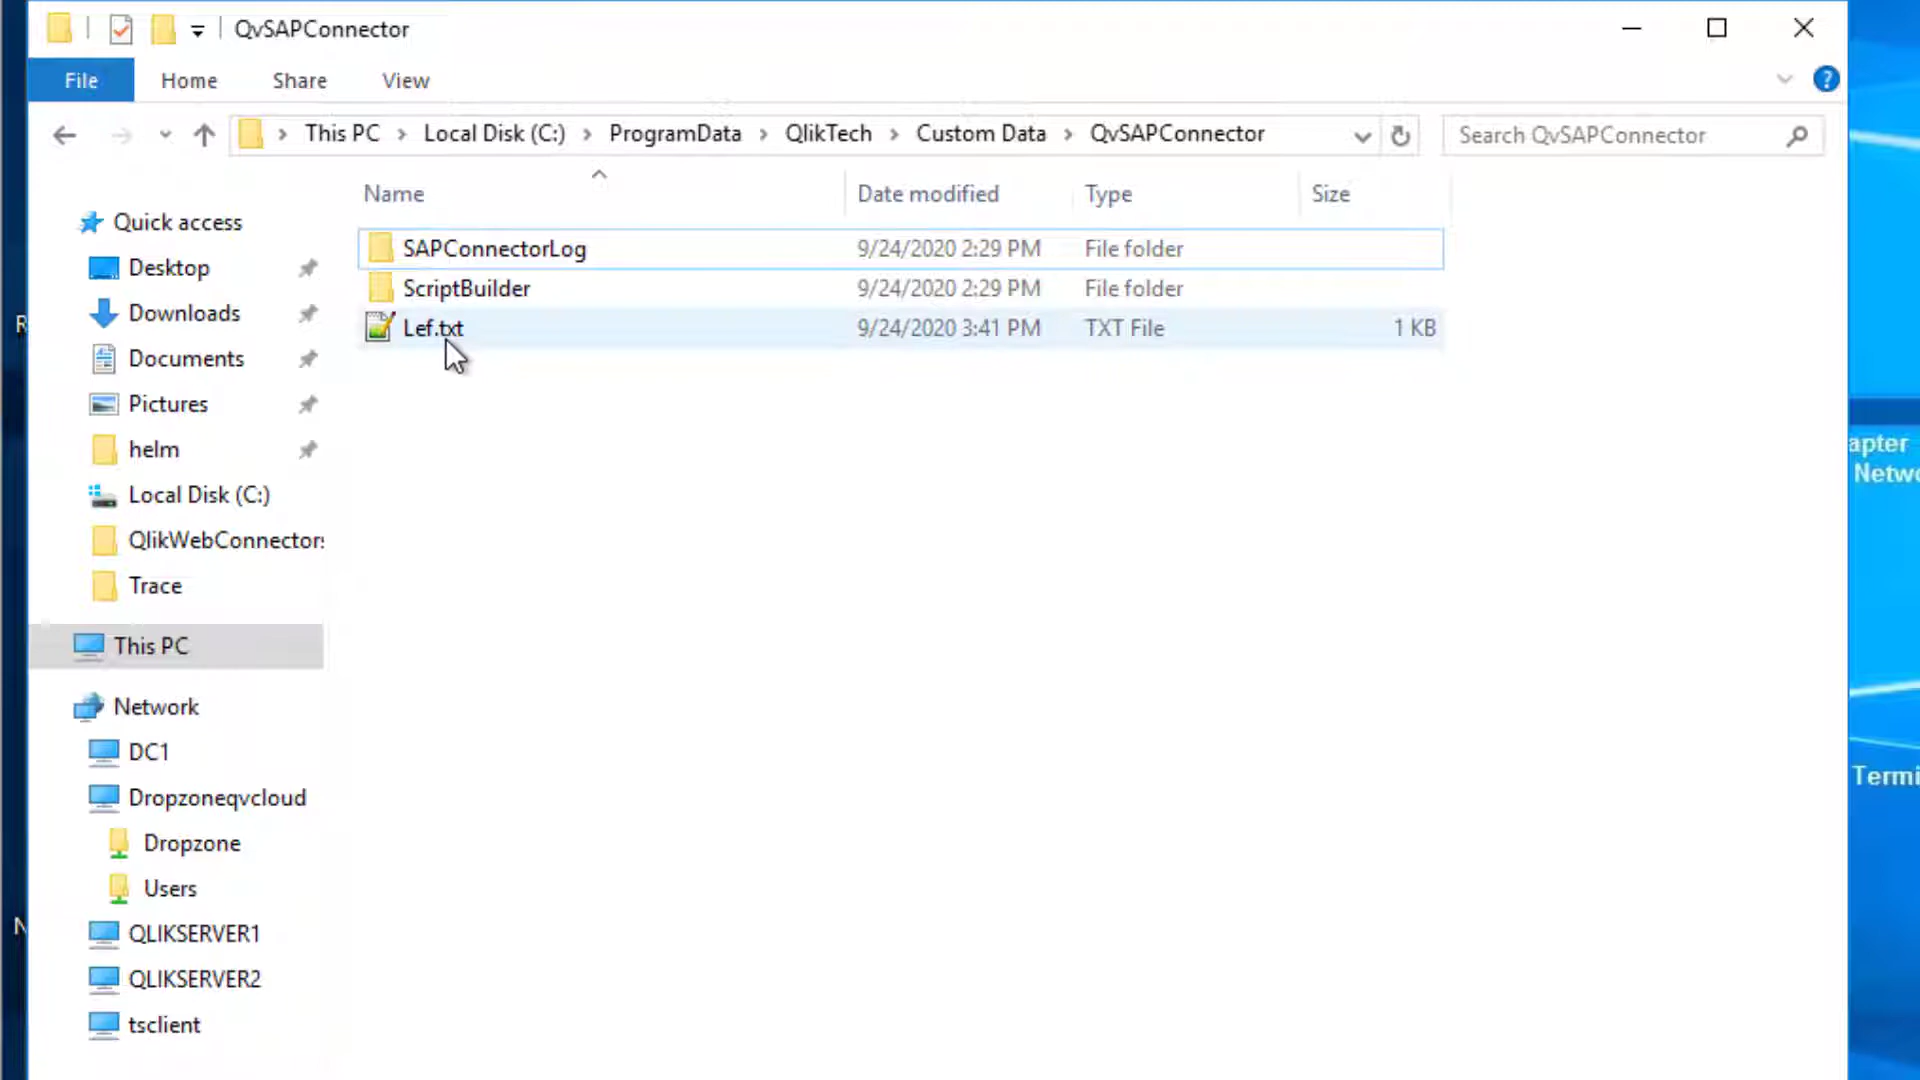 QvSAPConnector
File Home Share View
This PC Local Disk (C:) ProgramData QlikTech Custom Data QvSAPConnector Search QvSAPConnector
Name Date modified Type Size
Quick access
Desktop
Downloads
Documents
Pictures
helm
Local Disk (C:)
QlikWebConnectors
Trace
This PC
Network
DC1
Dropzoneqvcloud
Dropzone
Users
QLIKSERVER1
QLIKSERVER2
tsclient
SAPConnectorLog 9/24/2020 2:29 PM File folder
ScriptBuilder 9/24/2020 2:29 PM File folder
Lef.txt 9/24/2020 3:41 PM TXT File 1 KB
R
N
apter
Netwo
Termi